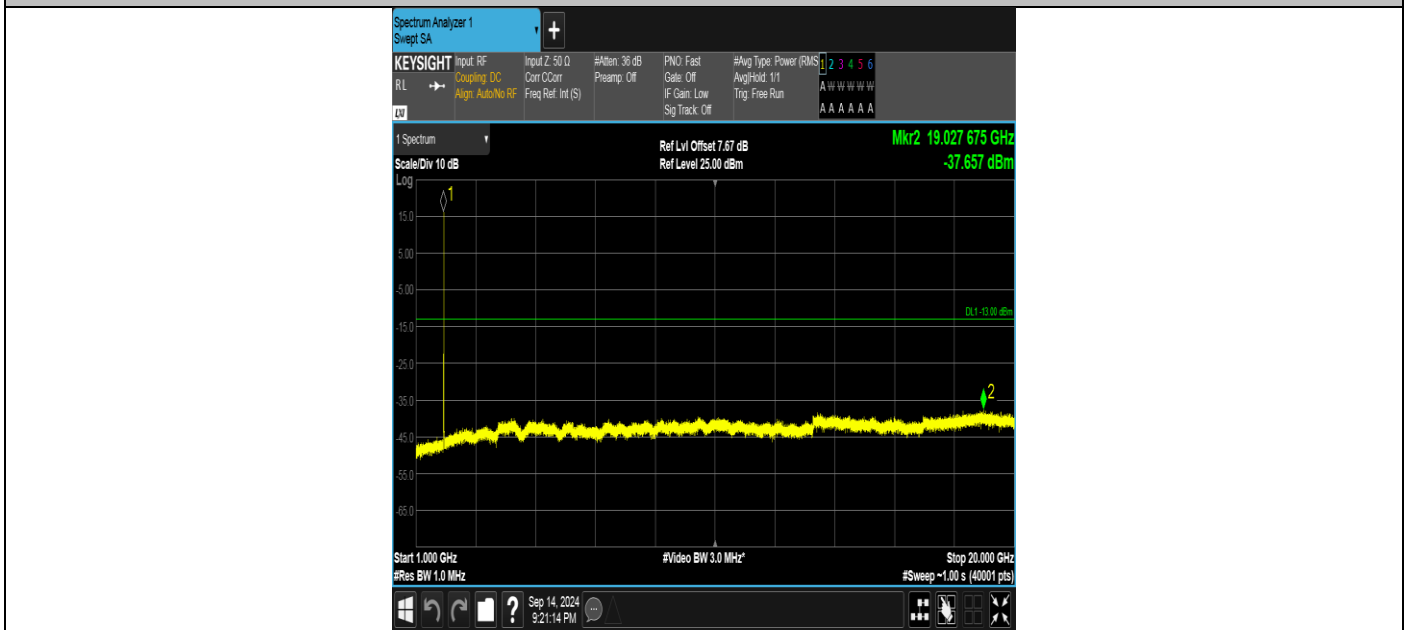 Spectrum Analyzer 1
Swept SA
+
KEYSIGHT
RL
LXI
Input: RF
Coupling: DC
Align: Auto/No RF
Input Z: 50 Ω
Corr CCorr
Freq Ref: Int (S)
#Atten: 36 dB
Preamp: Off
PNO: Fast
Gate: Off
IF Gain: Low
Sig Track: Off
#Avg Type: Power (RMS
Avg|Hold: 1/1
Trig: Free Run
1 2 3 4 5 6
A W W W W W
A A A A A A
1 Spectrum
Scale/Div 10 dB
Ref Lvl Offset 7.67 dB
Ref Level 25.00 dBm
Mkr2 19.027 675 GHz
-37.657 dBm
Log
1
15.0
5.00
-5.00
DL1 -13.00 dBm
-15.0
-25.0
-35.0
2
-45.0
-55.0
-65.0
Start 1.000 GHz
#Video BW 3.0 MHz*
Stop 20.000 GHz
#Res BW 1.0 MHz
#Sweep ~1.00 s (40001 pts)
?
Sep 14, 2024
9:21:14 PM